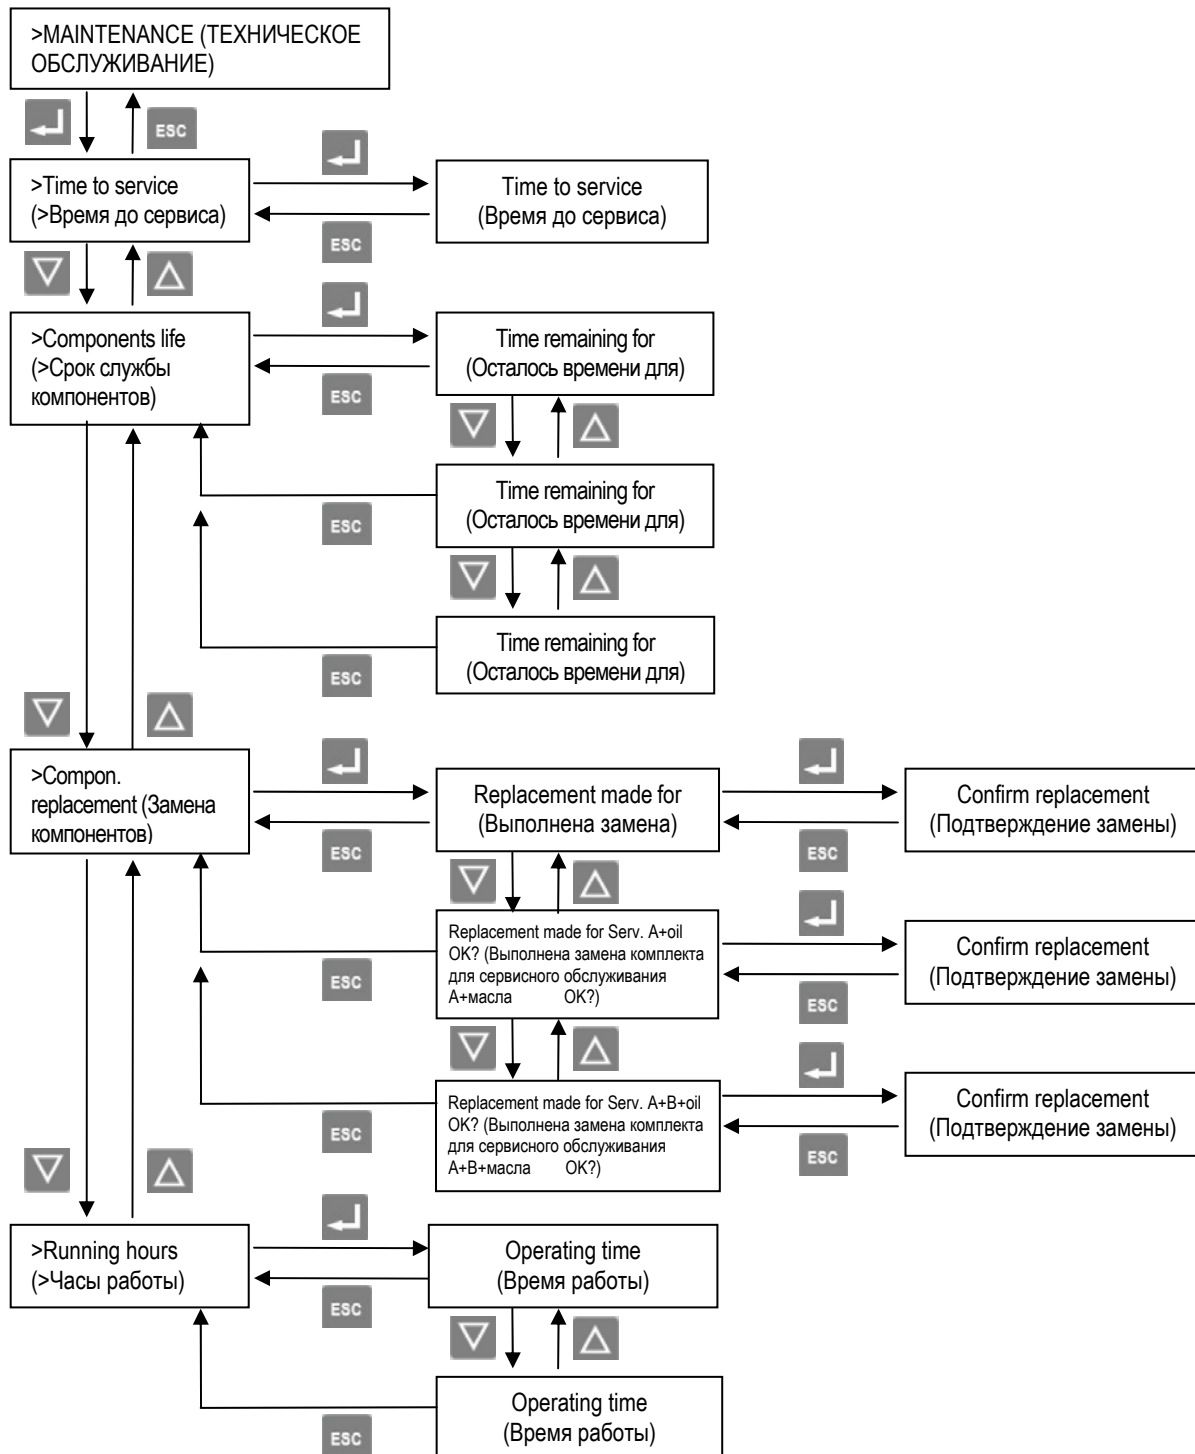 >MAINTENANCE (ТЕХНИЧЕСКОЕ
ОБСЛУЖИВАНИЕ)
ESC
>Time to service
(>Время до сервиса)
Time to service
(Время до сервиса)
ESC
>Components life
(>Срок службы
компонентов)
Time remaining for
(Осталось времени для)
ESC
Time remaining for
(Осталось времени для)
ESC
Time remaining for
(Осталось времени для)
ESC
>Compon.
replacement (Замена
компонентов)
Replacement made for
(Выполнена замена)
Confirm replacement
(Подтверждение замены)
ESC
ESC
Replacement made for Serv. A+oil
OK? (Выполнена замена комплекта
для сервисного обслуживания
A+масла OK?)
Confirm replacement
(Подтверждение замены)
ESC
ESC
Replacement made for Serv. A+B+oil
OK? (Выполнена замена комплекта
для сервисного обслуживания
A+B+масла OK?)
Confirm replacement
(Подтверждение замены)
ESC
ESC
>Running hours
(>Часы работы)
Operating time
(Время работы)
ESC
Operating time
(Время работы)
ESC